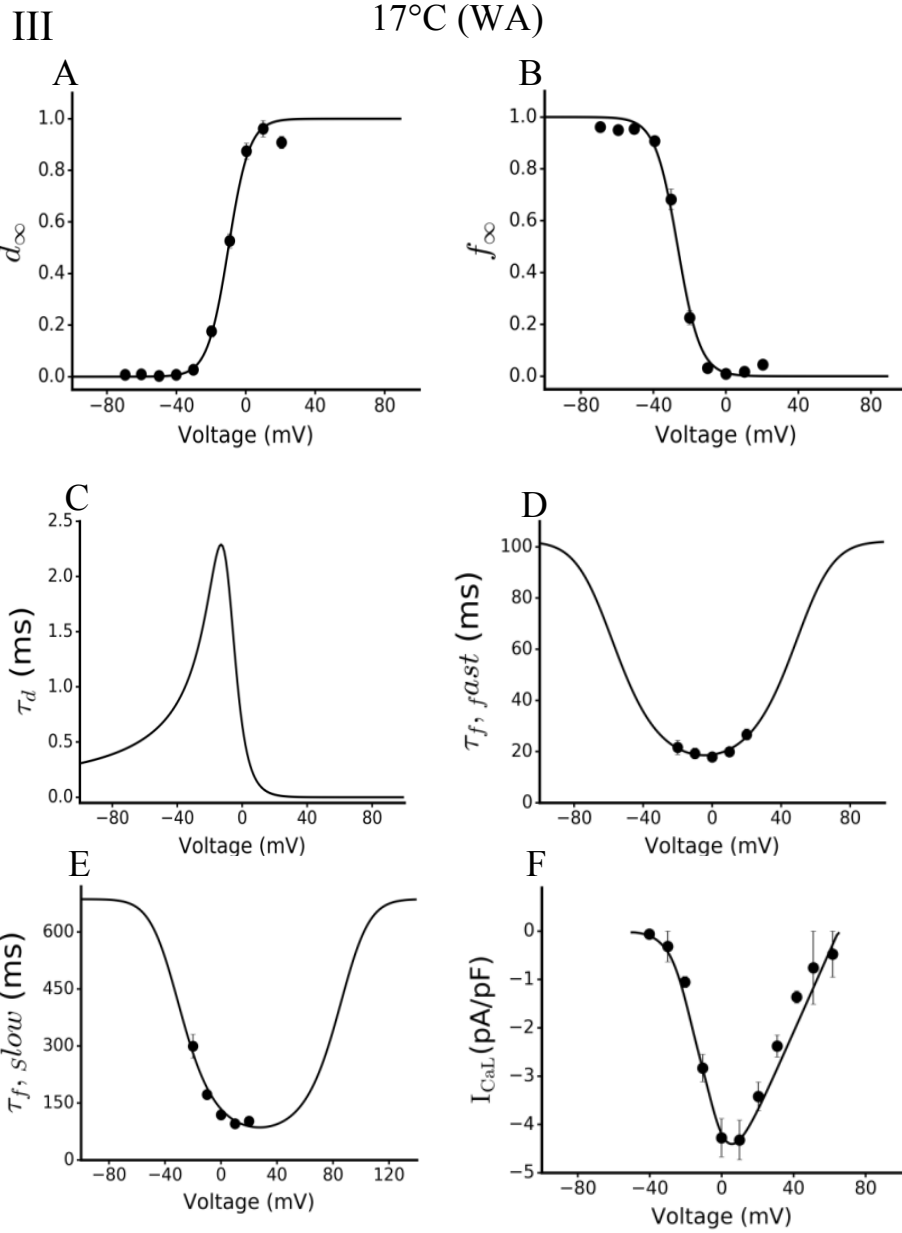 III
17°C (WA)
A
1.0
0.8
0.6
0.4
0.2
0.0
d∞
−80 −40 0 40 80
Voltage (mV)
B
1.0
0.8
0.6
0.4
0.2
0.0
f∞
−80 −40 0 40 80
Voltage (mV)
C
2.5
2.0
1.5
1.0
0.5
0.0
τd (ms)
−80 −40 0 40 80
Voltage (mV)
D
100
80
60
40
20
0
τf, fast (ms)
−80 −40 0 40 80
Voltage (mV)
E
600
450
300
150
0
τf, slow (ms)
−80 −40 0 40 80 120
Voltage (mV)
F
0
−1
−2
−3
−4
−5
ICaL(pA/pF)
−80 −40 0 40 80
Voltage (mV)